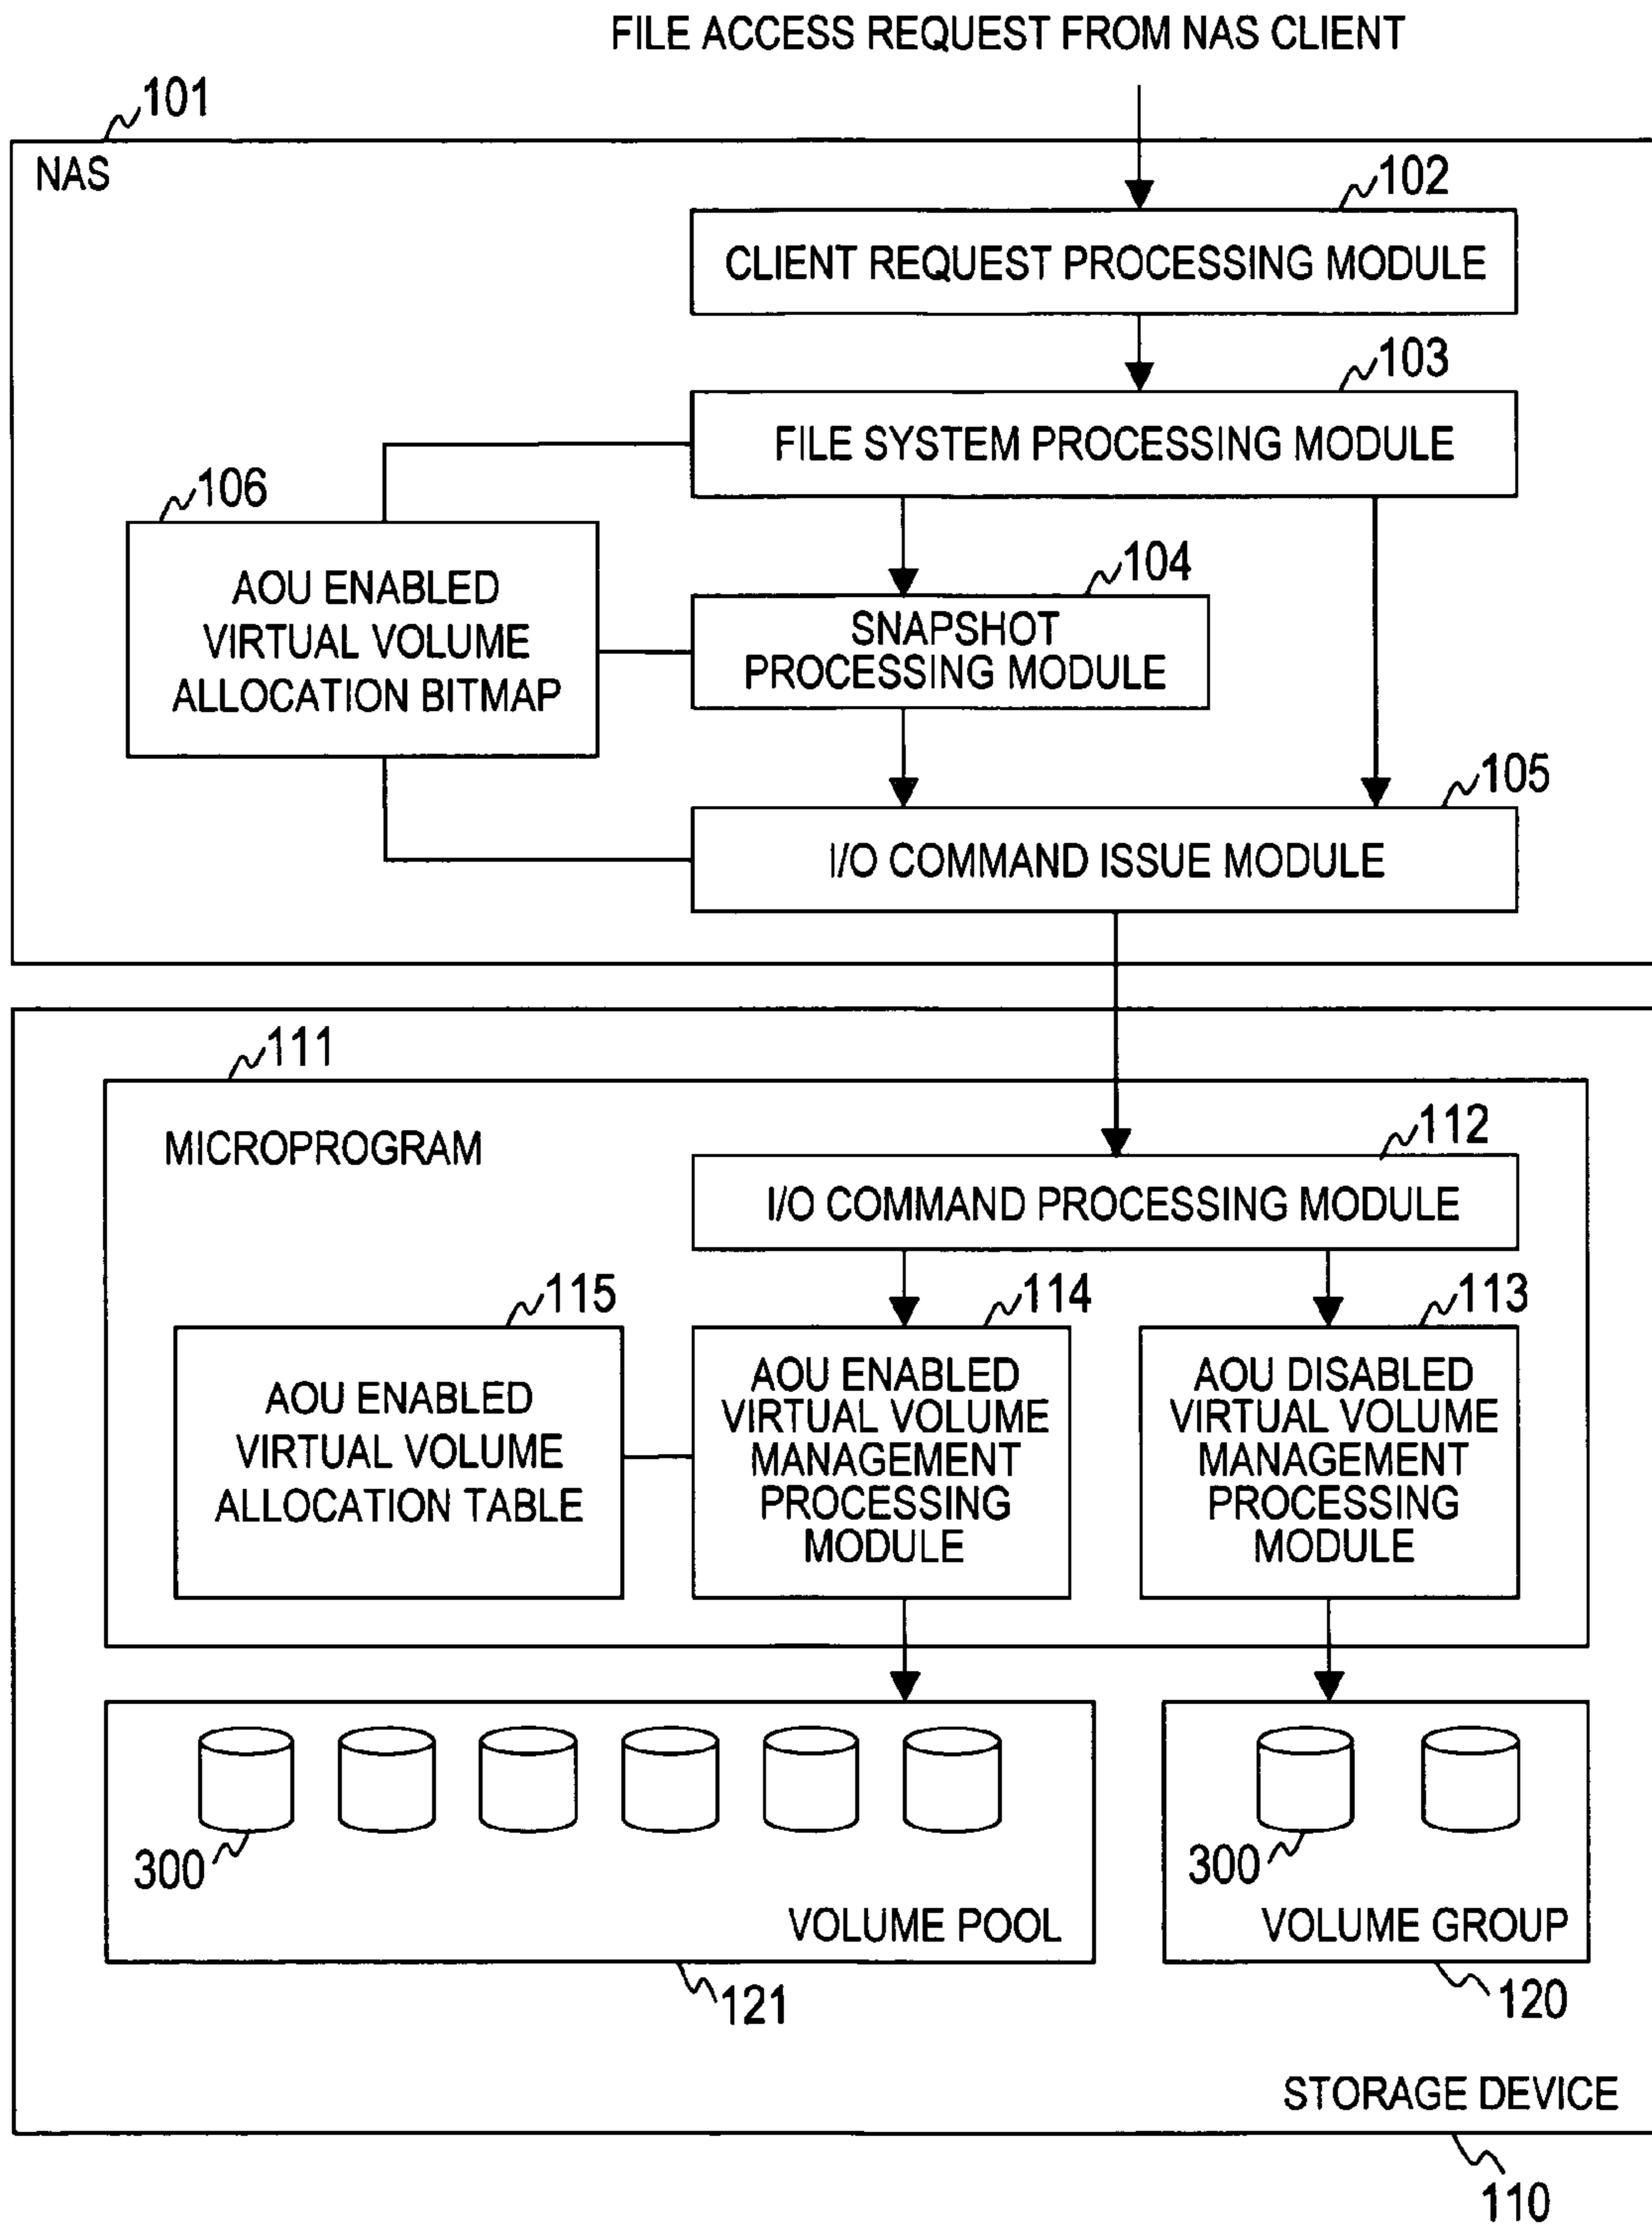 FILE ACCESS REQUEST FROM NAS CLIENT
101
NAS
102
CLIENT REQUEST PROCESSING MODULE
103
FILE SYSTEM PROCESSING MODULE
106
AOU ENABLED
VIRTUAL VOLUME
ALLOCATION BITMAP
104
SNAPSHOT
PROCESSING MODULE
105
I/O COMMAND ISSUE MODULE
111
MICROPROGRAM
112
I/O COMMAND PROCESSING MODULE
115
AOU ENABLED
VIRTUAL VOLUME
ALLOCATION TABLE
114
AOU ENABLED
VIRTUAL VOLUME
MANAGEMENT
PROCESSING
MODULE
113
AOU DISABLED
VIRTUAL VOLUME
MANAGEMENT
PROCESSING
MODULE
300
VOLUME POOL
121
300
VOLUME GROUP
120
STORAGE DEVICE
110